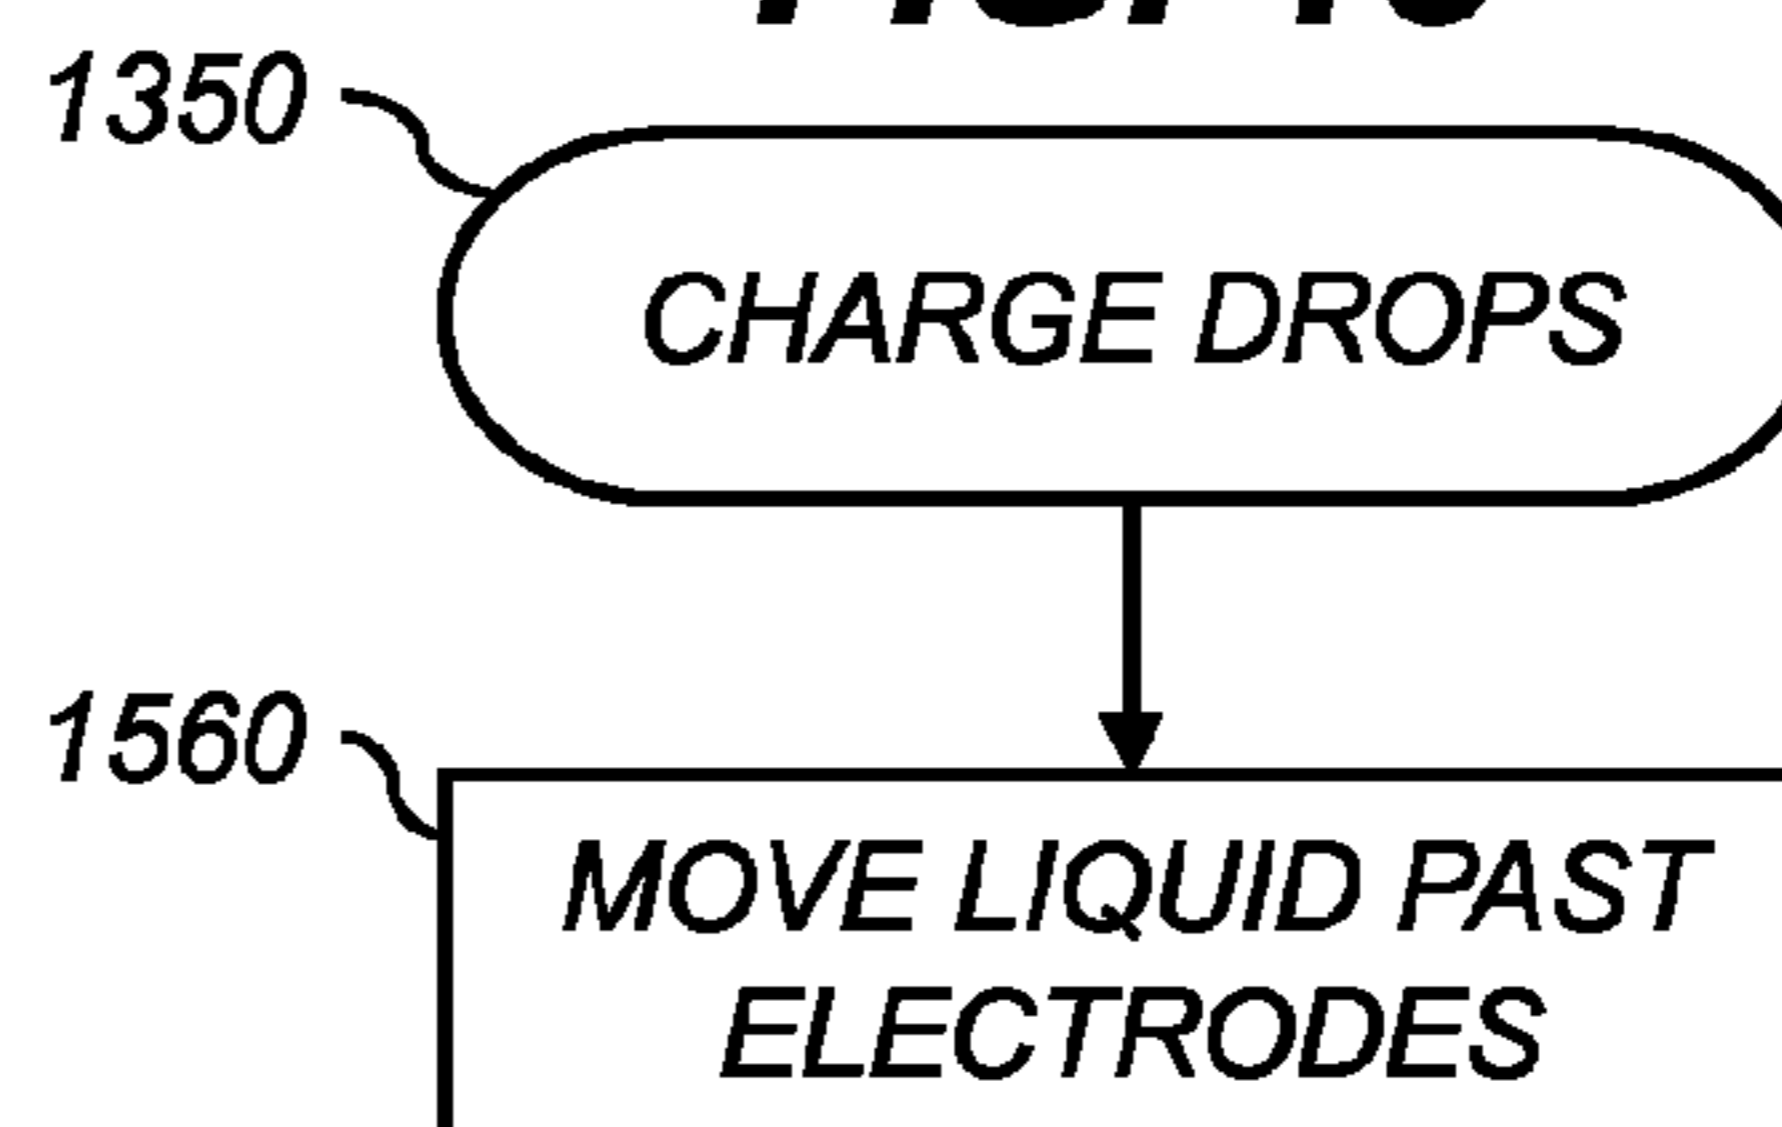 1350
CHARGE DROPS
1560
MOVE LIQUID PAST
ELECTRODES